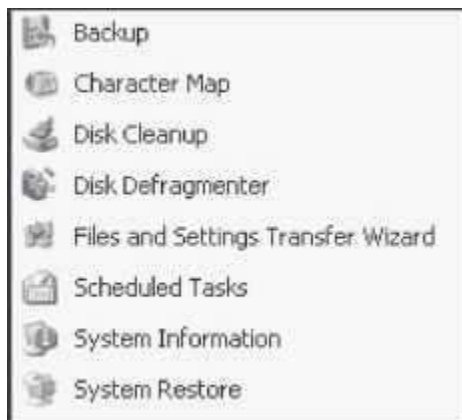 Backup
Character Map
Disk Cleanup
Disk Defragmenter
Files and Settings Transfer Wizard
Scheduled Tasks
System Information
System Restore